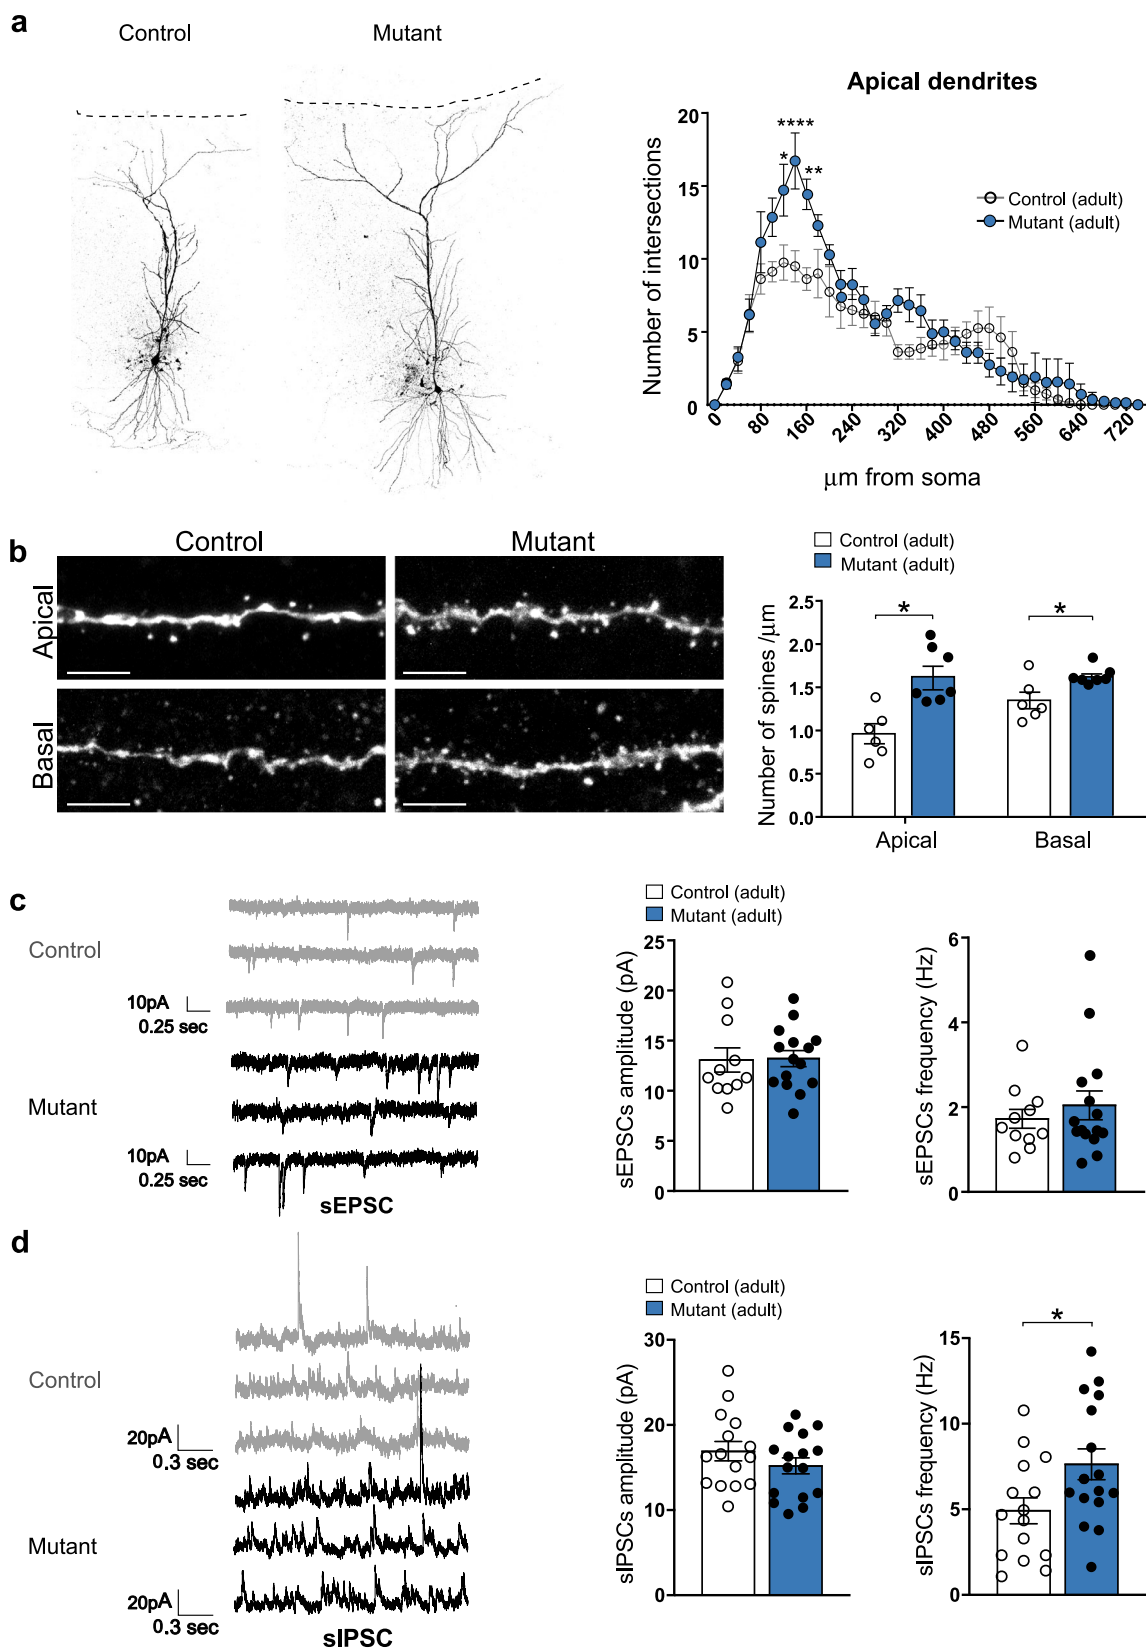 a
Control
Mutant
Apical dendrites
Number of intersections
20
15
10
5
0
****
*
**
Control (adult)
Mutant (adult)
0
80
160
240
320
400
480
560
640
720
μm from soma
b
Control
Mutant
Apical
Basal
Control (adult)
Mutant (adult)
Number of spines /μm
2.5
2.0
1.5
1.0
0.5
0.0
*
*
Apical
Basal
c
Control
10pA
0.25 sec
Mutant
10pA
0.25 sec
sEPSC
Control (adult)
Mutant (adult)
sEPSCs amplitude (pA)
25
20
15
10
5
0
sEPSCs frequency (Hz)
6
4
2
0
d
Control
20pA
0.3 sec
Mutant
20pA
0.3 sec
sIPSC
Control (adult)
Mutant (adult)
sIPSCs amplitude (pA)
30
20
10
0
sIPSCs frequency (Hz)
15
10
5
0
*